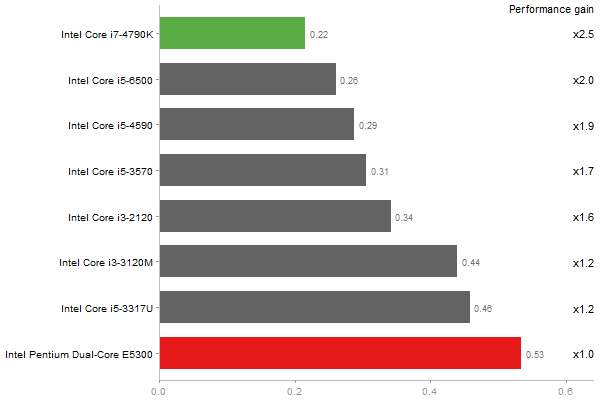 Performance gain
Intel Core i7-4790K 0.22 x2.5
Intel Core i5-6500 0.26 x2.0
Intel Core i5-4590 0.29 x1.9
Intel Core i5-3570 0.31 x1.7
Intel Core i3-2120 0.34 x1.6
Intel Core i3-3120M 0.44 x1.2
Intel Core i5-3317U 0.46 x1.2
Intel Pentium Dual-Core E5300 0.53 x1.0
0.0 0.2 0.4 0.6